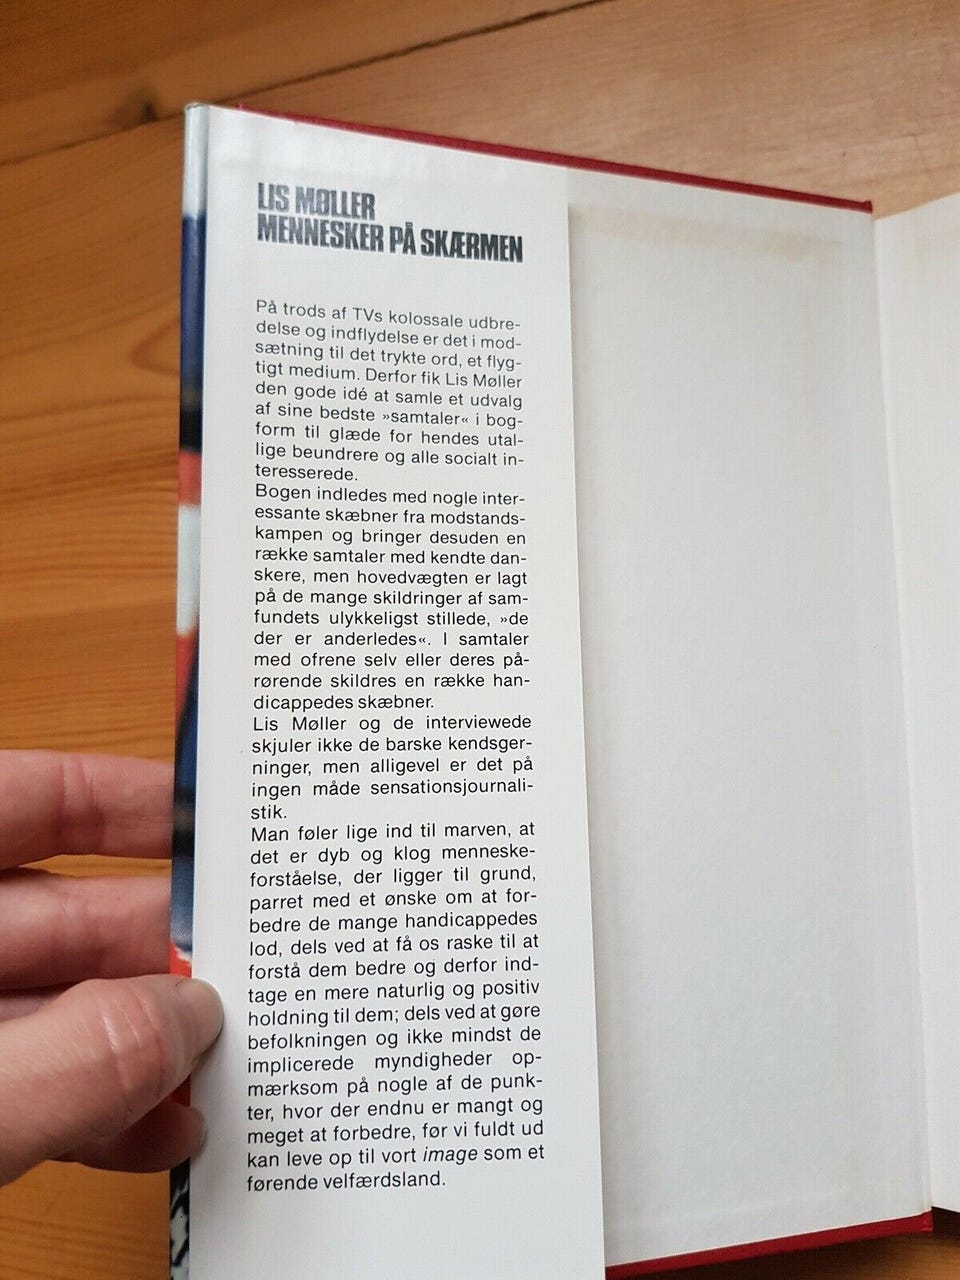 LIS MØLLER
MENNESKER PÅ SKÆRMEN
På trods af TVs kolossale udbre-
delse og indflydelse er det i mod-
sætning til det trykte ord, et flyg-
tigt medium. Derfor fik Lis Møller
den gode idé at samle et udvalg
af sine bedste »samtaler« i bog-
form til glæde for hendes utal-
lige beundrere og alle socialt in-
teresserede.
Bogen indledes med nogle inter-
essante skæbner fra modstands-
kampen og bringer desuden en
række samtaler med kendte dan-
skere, men hovedvægten er lagt
på de mange skildringer af sam-
fundets ulykkeligst stillede, »de
der er anderledes«. I samtaler
med ofrene selv eller deres på-
rørende skildres en række han-
dicappedes skæbner.
Lis Møller og de interviewede
skjuler ikke de barske kendsger-
ninger, men alligevel er det på
ingen måde sensationsjournali-
stik.
Man føler lige ind til marven, at
det er dyb og klog menneske-
forståelse, der ligger til grund,
parret med et ønske om at for-
bedre de mange handicappedes
lod, dels ved at få os raske til at
forstå dem bedre og derfor ind-
tage en mere naturlig og positiv
holdning til dem; dels ved at gøre
befolkningen og ikke mindst de
implicerede myndigheder op-
mærksom på nogle af de punk-
ter, hvor der endnu er mangt og
meget at forbedre, før vi fuldt ud
kan leve op til vort image som et
førende velfærdsland.